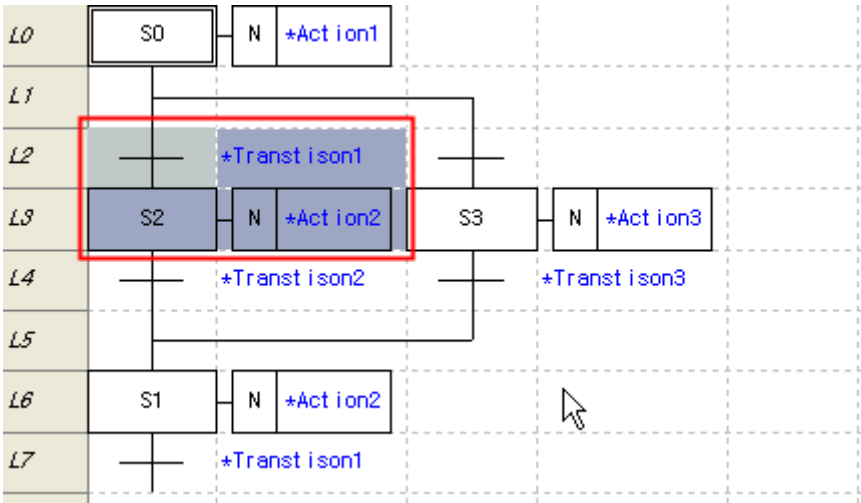 L0 S0 N *Action1
L1
L2 *Transtison1
L3 S2 N *Action2 S3 N *Action3
L4 *Transtison2 *Transtison3
L5
L6 S1 N *Action2
L7 *Transtison1